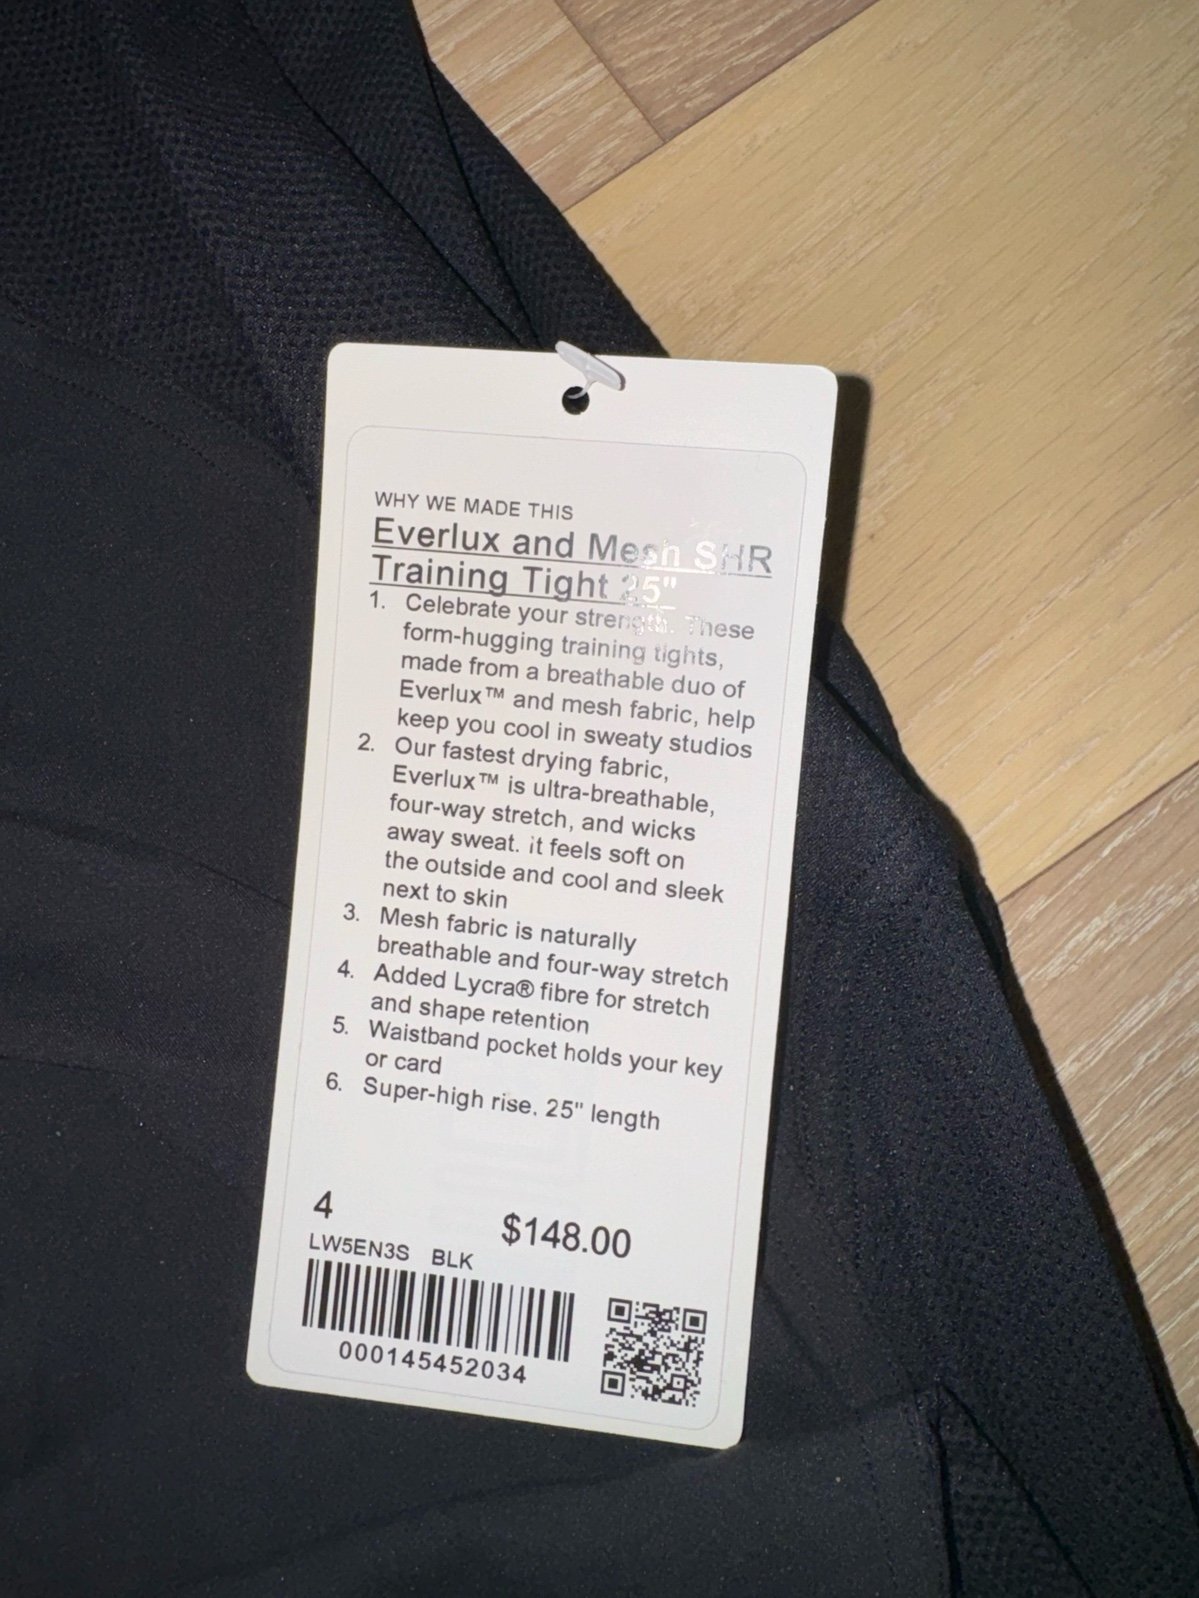 WHY WE MADE THIS
Everlux and Mesh SHR
Training Tight 25"
1. Celebrate your strength. These
form-hugging training tights,
made from a breathable duo of
Everlux™ and mesh fabric, help
keep you cool in sweaty studios
2. Our fastest drying fabric,
Everlux™ is ultra-breathable,
four-way stretch, and wicks
away sweat. it feels soft on
the outside and cool and sleek
next to skin
3. Mesh fabric is naturally
breathable and four-way stretch
4. Added Lycra® fibre for stretch
and shape retention
5. Waistband pocket holds your key
or card
6. Super-high rise. 25" length
4
$148.00
LW5EN3S BLK
000145452034